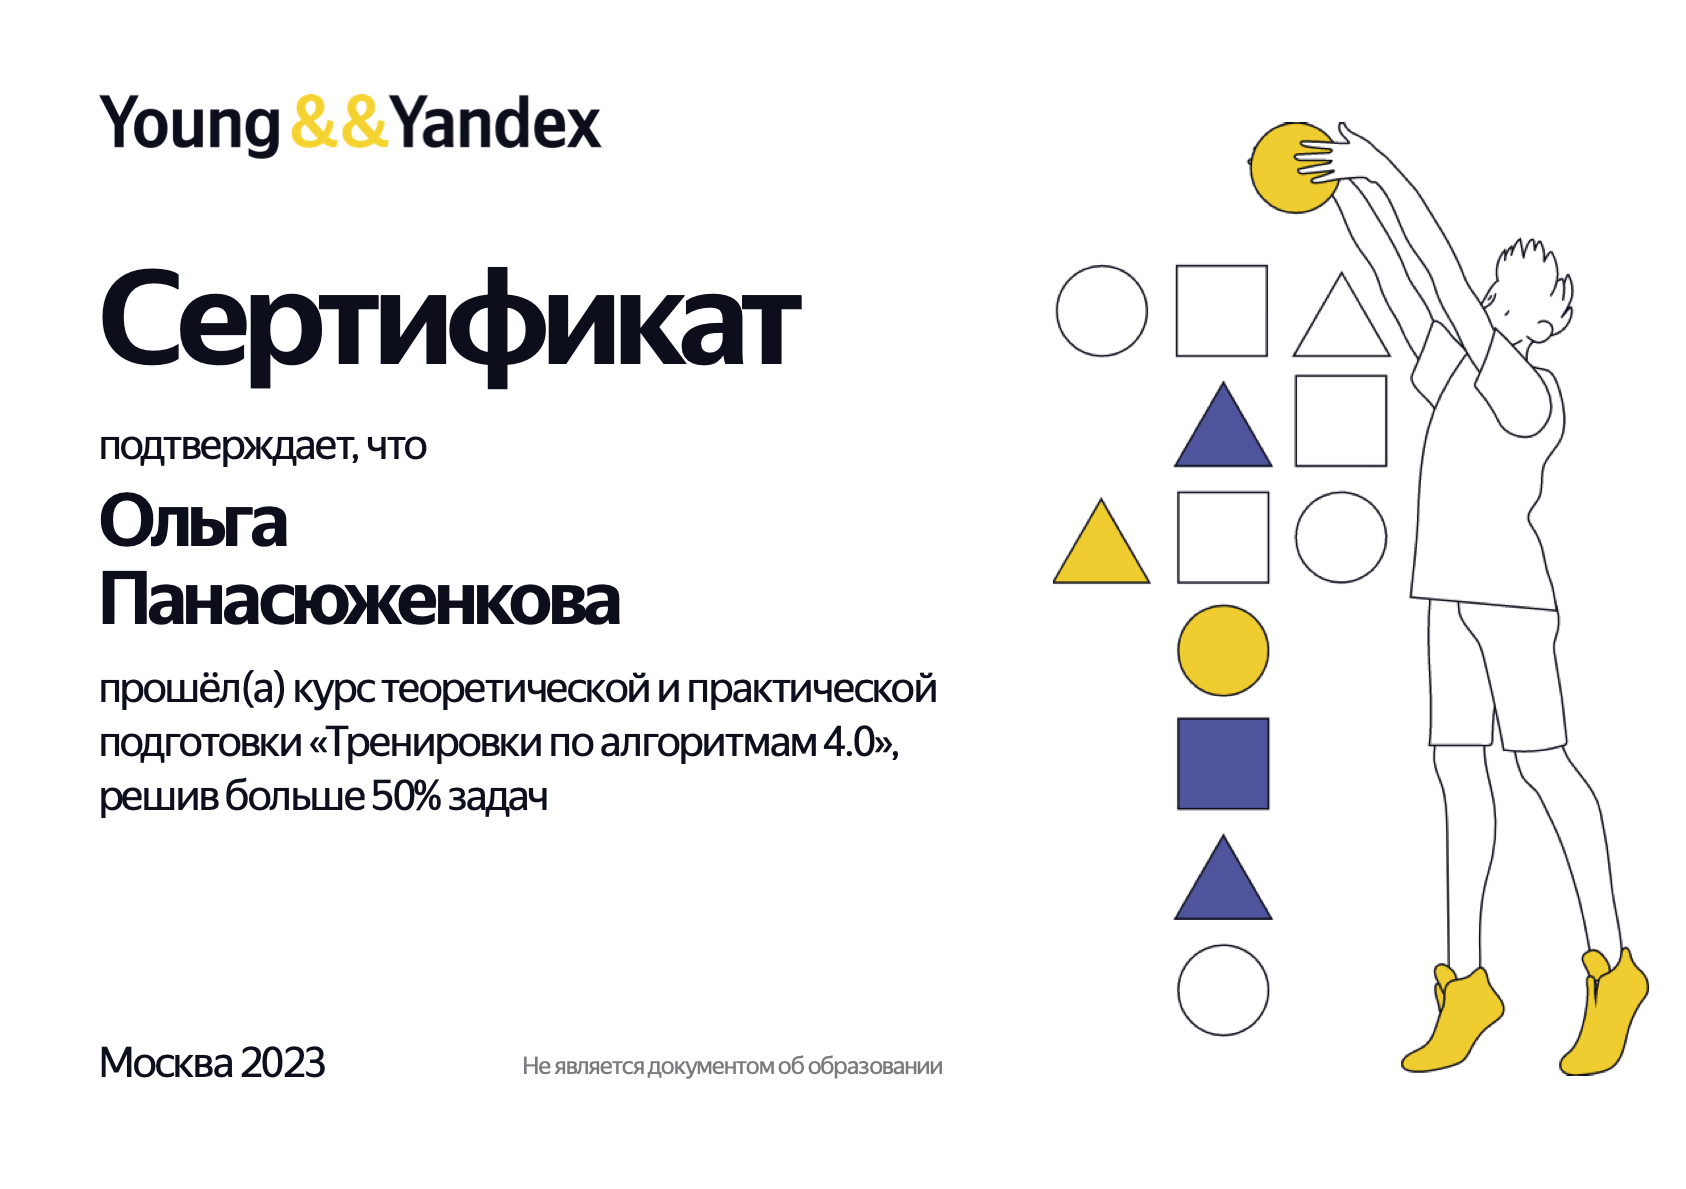 Young&&Yandex
Сертификат
подтверждает, что
Ольга
Панасюженкова
прошёл(а) курс теоретической и практической
подготовки «Тренировки по алгоритмам 4.0»,
решив больше 50% задач
Москва 2023
Не является документом об образовании